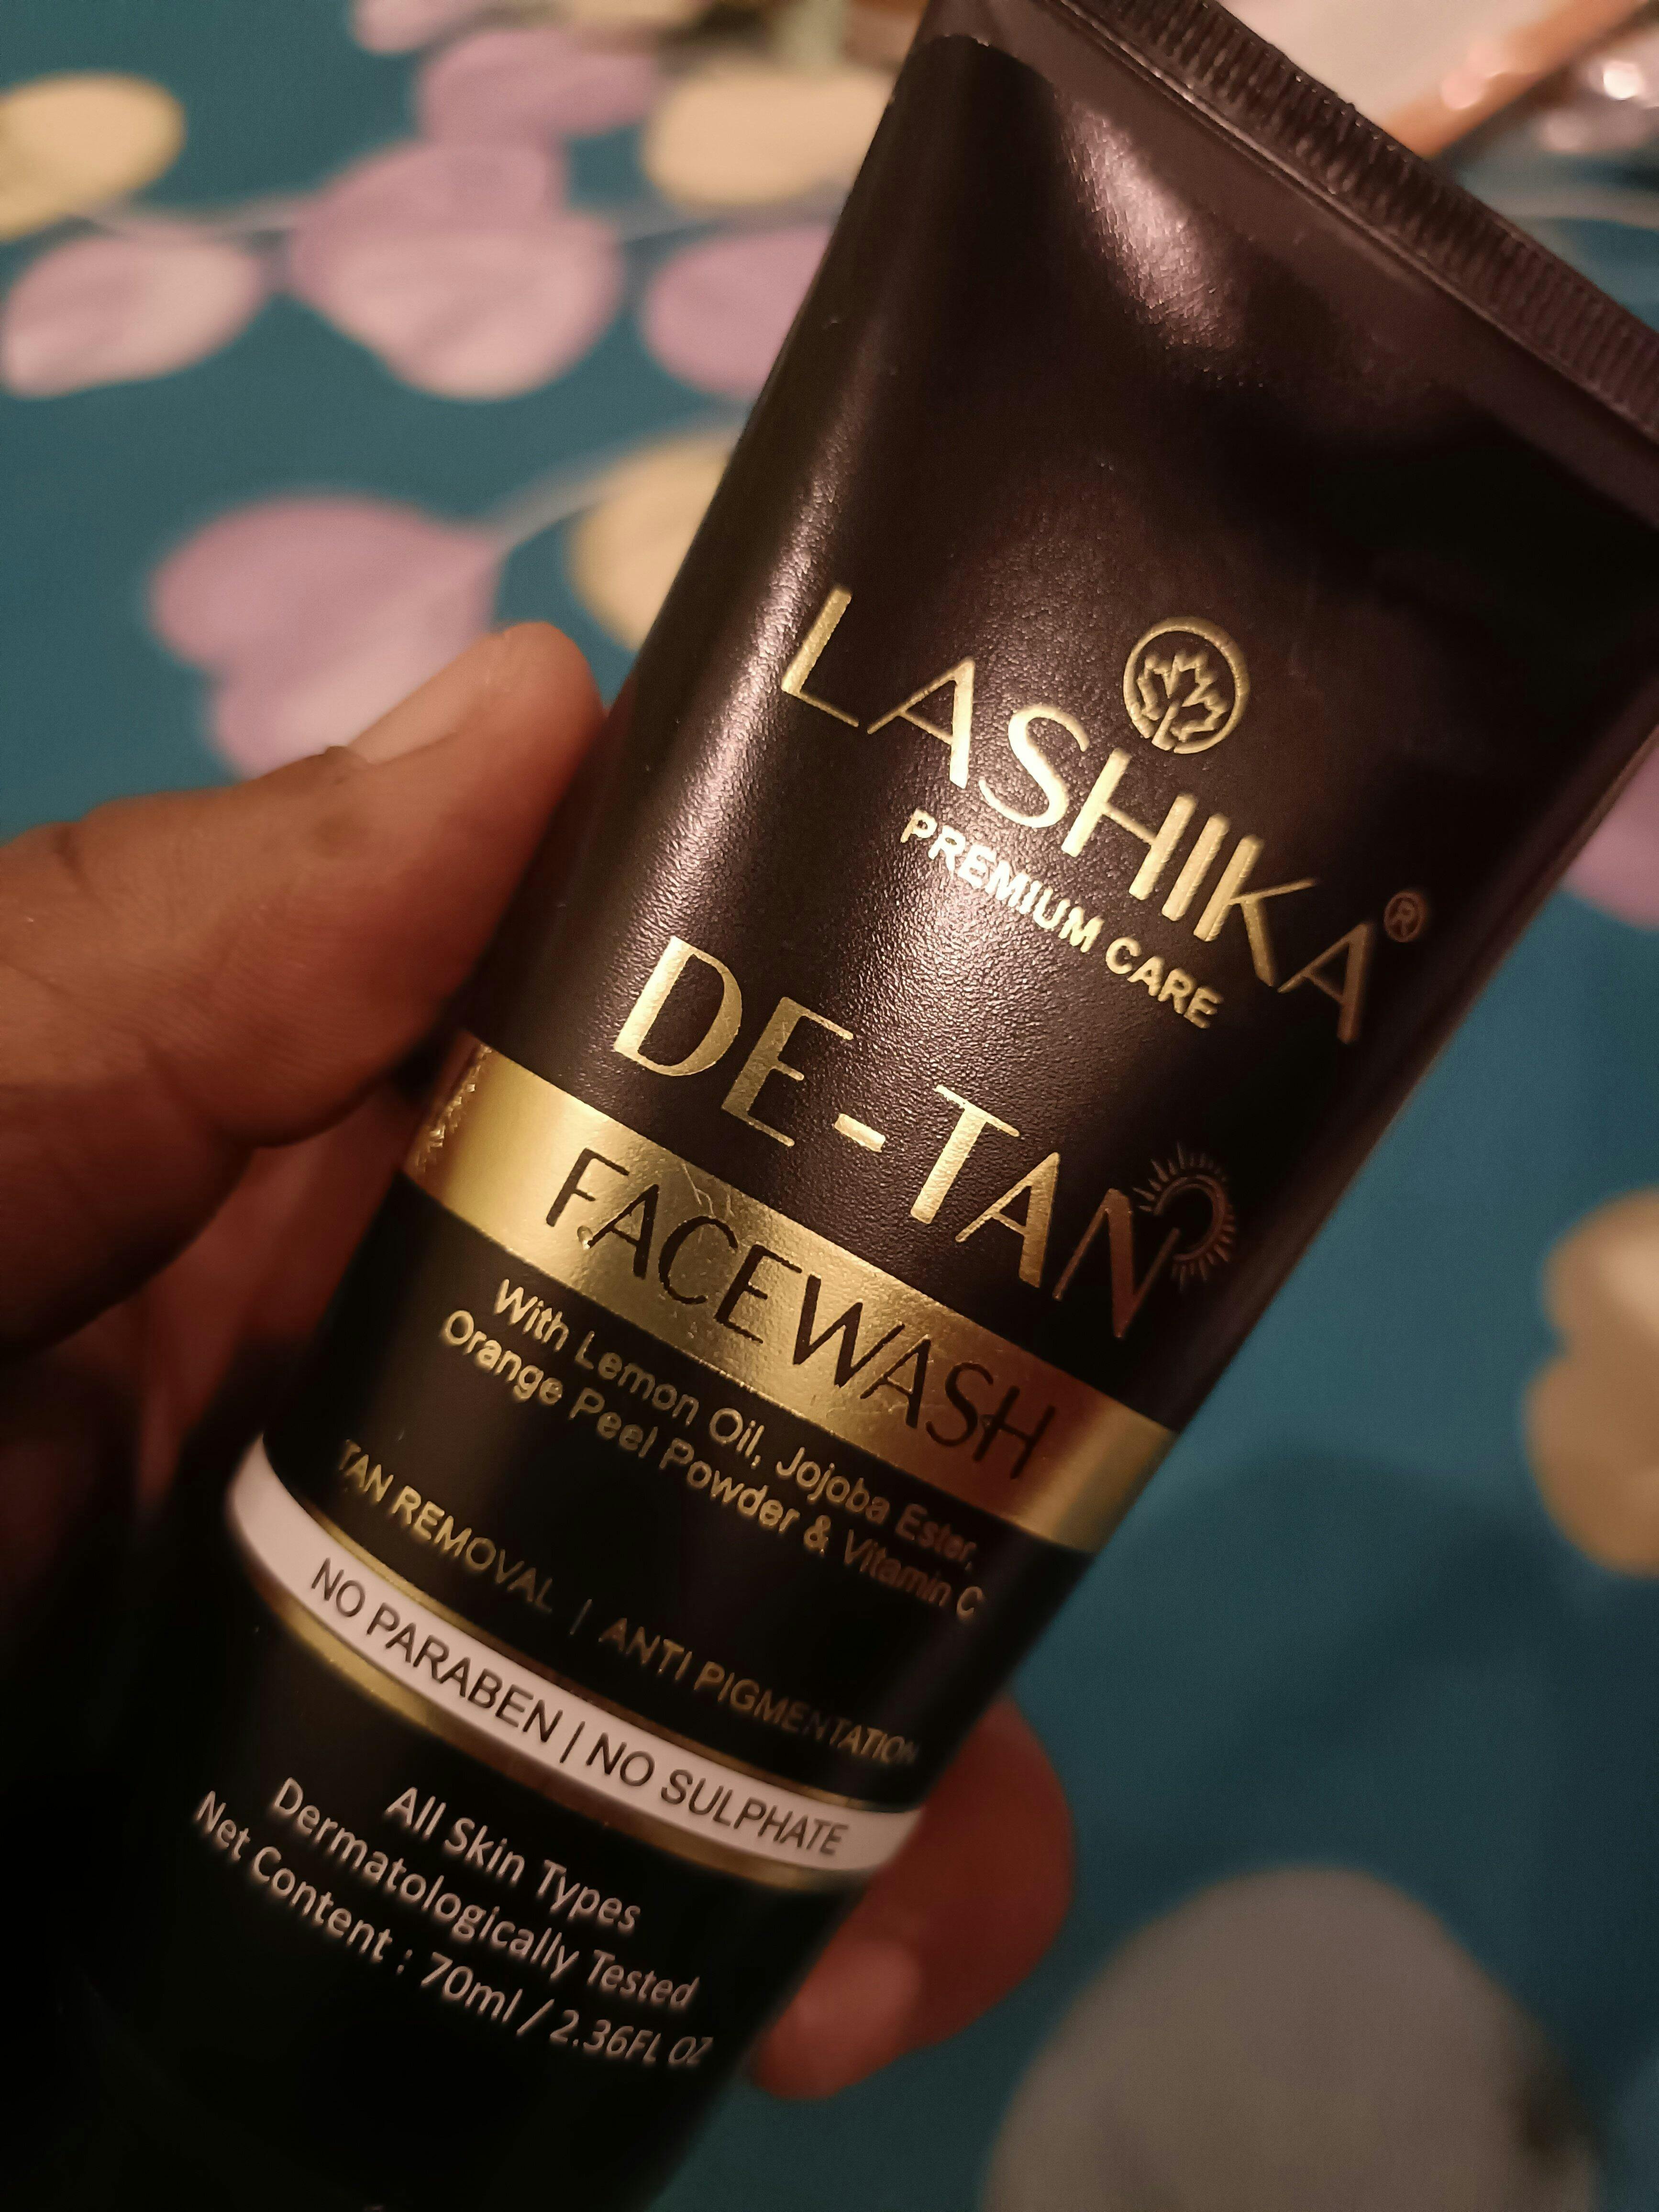 LASHIKA®
PREMIUM CARE
DE-TAN
FACEWASH
With Lemon Oil, Jojoba Ester,
Orange Peel Powder & Vitamin C
TAN REMOVAL | ANTI PIGMENTATION
NO PARABEN | NO SULPHATE
All Skin Types
Dermatologically Tested
Net Content : 70ml / 2.36FL OZ